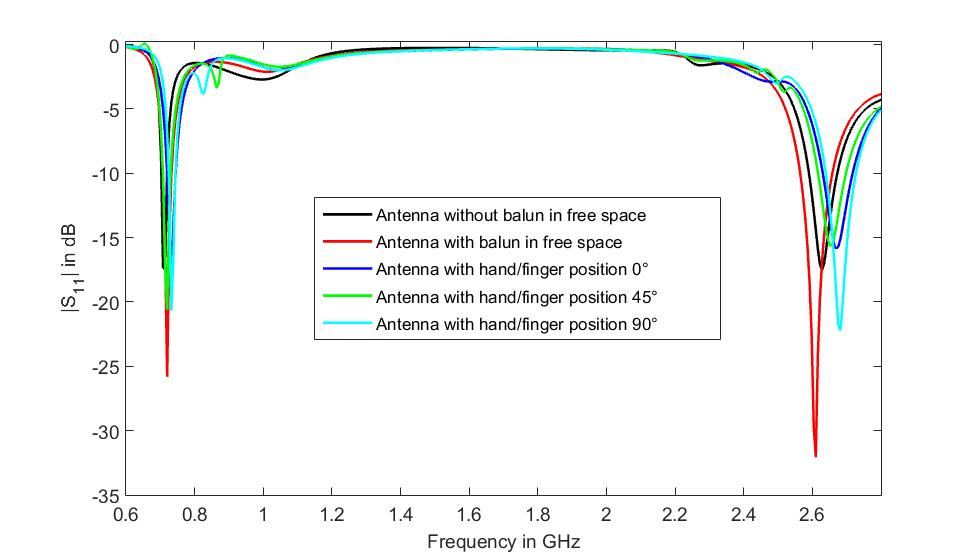 0
-5
-10
-15
-20
-25
-30
-35
|S11| in dB
Antenna without balun in free space
Antenna with balun in free space
Antenna with hand/finger position 0°
Antenna with hand/finger position 45°
Antenna with hand/finger position 90°
0.6 0.8 1 1.2 1.4 1.6 1.8 2 2.2 2.4 2.6
Frequency in GHz